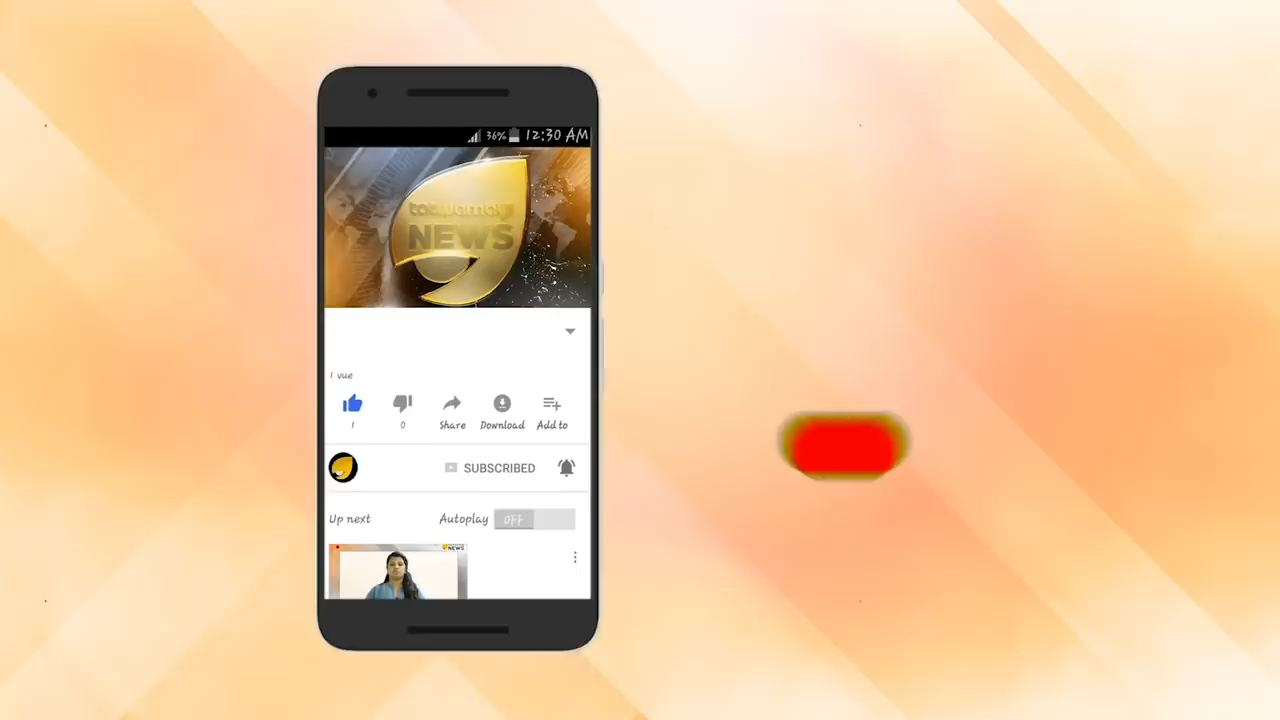 36% 12:30 AM
tatwamayi
NEWS
1 vue
1 0 Share Download Add to
SUBSCRIBED
Up next Autoplay OFF
NEWS